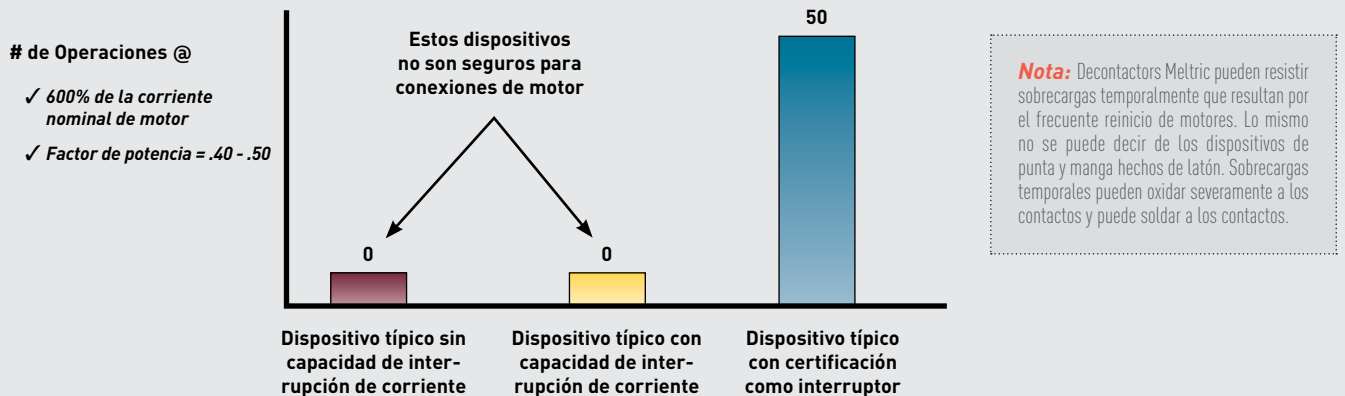 # de Operaciones @
✓ 600% de la corriente
nominal de motor
✓ Factor de potencia = .40 - .50
Estos dispositivos
no son seguros para
conexiones de motor
0
0
50
Dispositivo típico sin
capacidad de inter-
rupción de corriente
Dispositivo típico con
capacidad de inter-
rupción de corriente
Dispositivo típico
con certificación
como interruptor
Nota: Decontactors Meltric pueden resistir
sobrecargas temporalmente que resultan por
el frecuente reinicio de motores. Lo mismo
no se puede decir de los dispositivos de
punta y manga hechos de latón. Sobrecargas
temporales pueden oxidar severamente a los
contactos y puede soldar a los contactos.